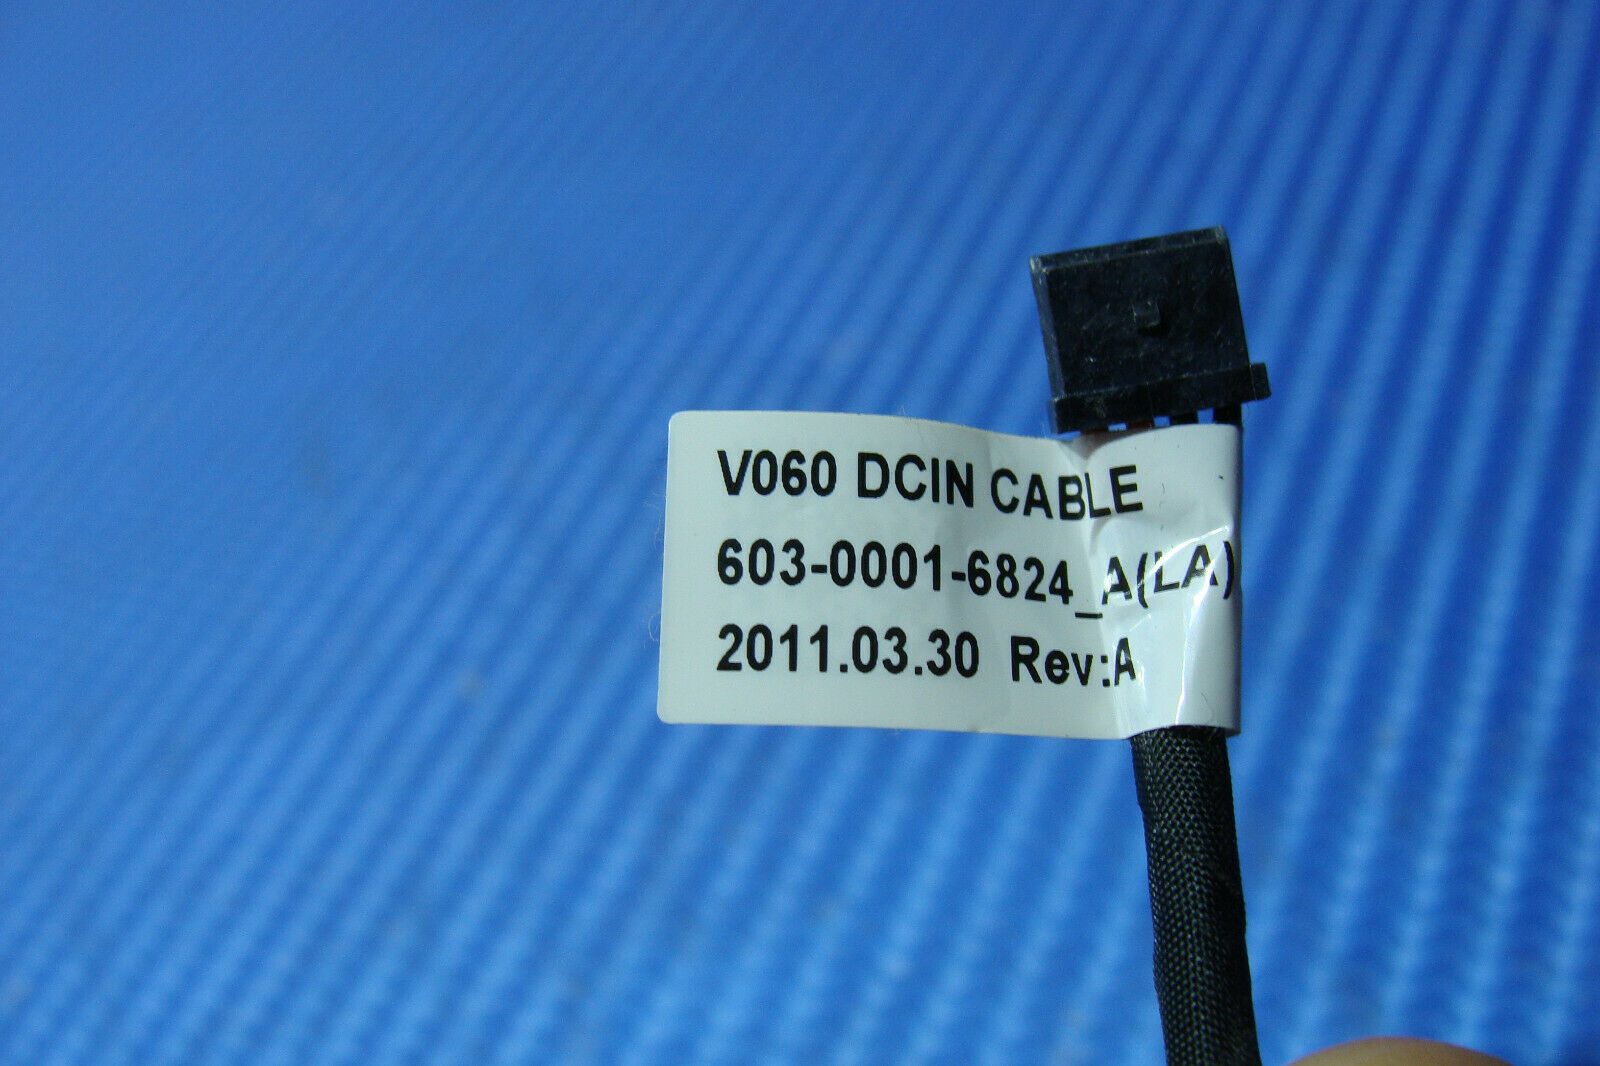 V060 DCIN CABLE
603-0001-6824_A(LA)
2011.03.30 Rev:A